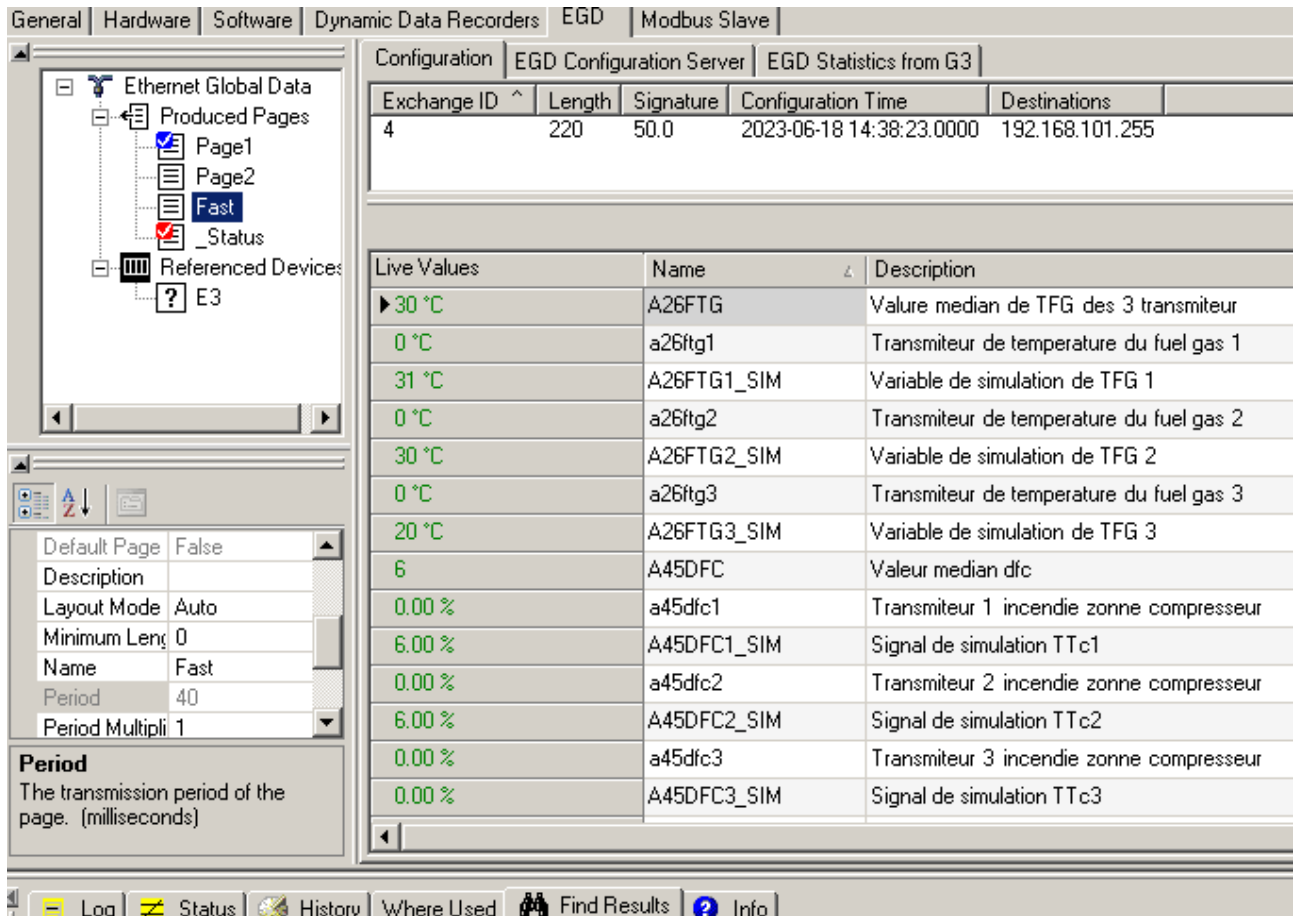 General Hardware Software Dynamic Data Recorders EGD Modbus Slave
Ethernet Global Data
Produced Pages
Page1
Page2
Fast
_Status
Referenced Devices
E3
Default Page False
Description
Layout Mode Auto
Minimum Leng 0
Name Fast
Period 40
Period Multipli 1
Period
The transmission period of the
page. (milliseconds)
Configuration EGD Configuration Server EGD Statistics from G3
Exchange ID Length Signature Configuration Time Destinations
4 220 50.0 2023-06-18 14:38:23.0000 192.168.101.255
Live Values Name Description
30 °C A26FTG Valure median de TFG des 3 transmiteur
0 °C a26ftg1 Transmiteur de temperature du fuel gas 1
31 °C A26FTG1_SIM Variable de simulation de TFG 1
0 °C a26ftg2 Transmiteur de temperature du fuel gas 2
30 °C A26FTG2_SIM Variable de simulation de TFG 2
0 °C a26ftg3 Transmiteur de temperature du fuel gas 3
20 °C A26FTG3_SIM Variable de simulation de TFG 3
6 A45DFC Valeur median dfc
0.00 % a45dfc1 Transmiteur 1 incendie zonne compresseur
6.00 % A45DFC1_SIM Signal de simulation TTc1
0.00 % a45dfc2 Transmiteur 2 incendie zonne compresseur
6.00 % A45DFC2_SIM Signal de simulation TTc2
0.00 % a45dfc3 Transmiteur 3 incendie zonne compresseur
0.00 % A45DFC3_SIM Signal de simulation TTc3
Log Status History Where Used Find Results Info